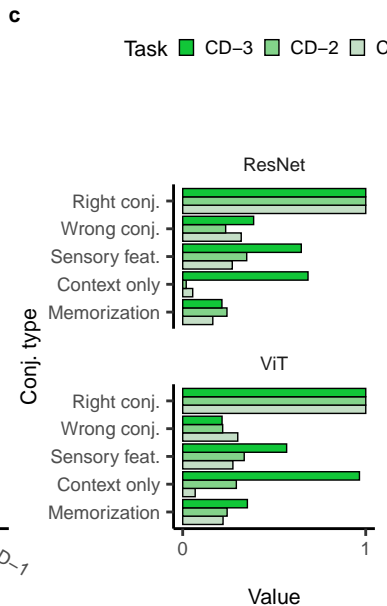 c
Task CD-3 CD-2 C
ResNet
Right conj.
Wrong conj.
Sensory feat.
Context only
Memorization
Conj. type
ViT
Right conj.
Wrong conj.
Sensory feat.
Context only
Memorization
D-1
0 1
Value